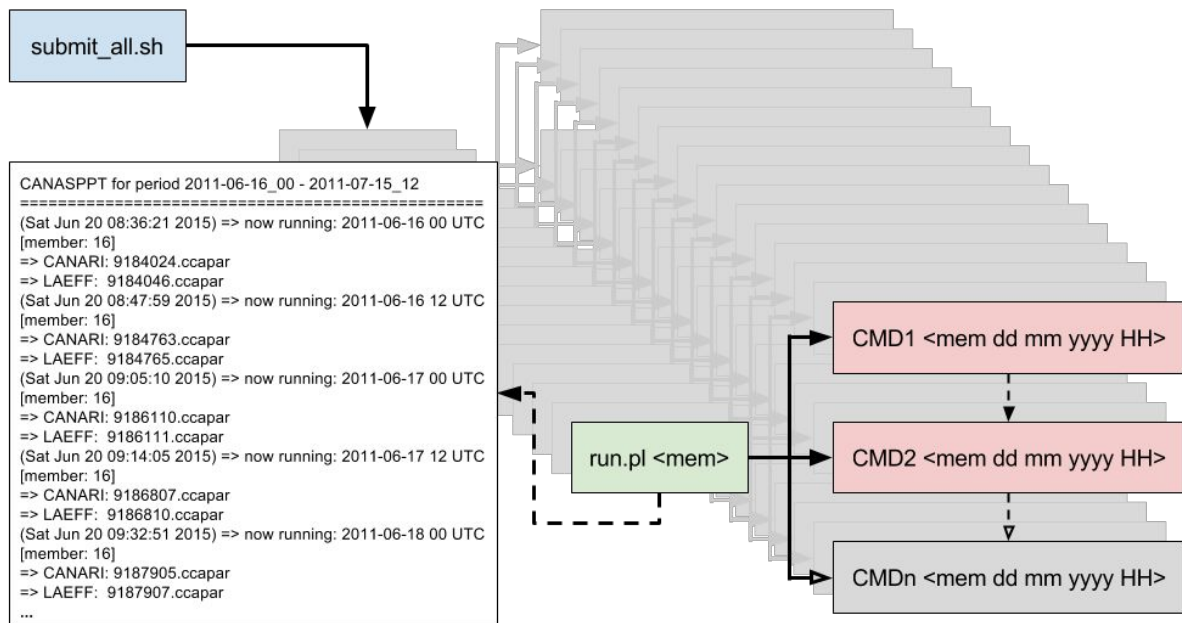 submit_all.sh
CANASPPT for period 2011-06-16_00 - 2011-07-15_12
==================================================
(Sat Jun 20 08:36:21 2015) => now running: 2011-06-16 00 UTC
[member: 16]
=> CANARI: 9184024.ccapar
=> LAEFF:  9184046.ccapar
(Sat Jun 20 08:47:59 2015) => now running: 2011-06-16 12 UTC
[member: 16]
=> CANARI: 9184763.ccapar
=> LAEFF:  9184765.ccapar
(Sat Jun 20 09:05:10 2015) => now running: 2011-06-17 00 UTC
[member: 16]
=> CANARI: 9186110.ccapar
=> LAEFF:  9186111.ccapar
(Sat Jun 20 09:14:05 2015) => now running: 2011-06-17 12 UTC
[member: 16]
=> CANARI: 9186807.ccapar
=> LAEFF:  9186810.ccapar
(Sat Jun 20 09:32:51 2015) => now running: 2011-06-18 00 UTC
[member: 16]
=> CANARI: 9187905.ccapar
=> LAEFF:  9187907.ccapar
...
run.pl <mem>
CMD1 <mem dd mm yyyy HH>
CMD2 <mem dd mm yyyy HH>
CMDn <mem dd mm yyyy HH>